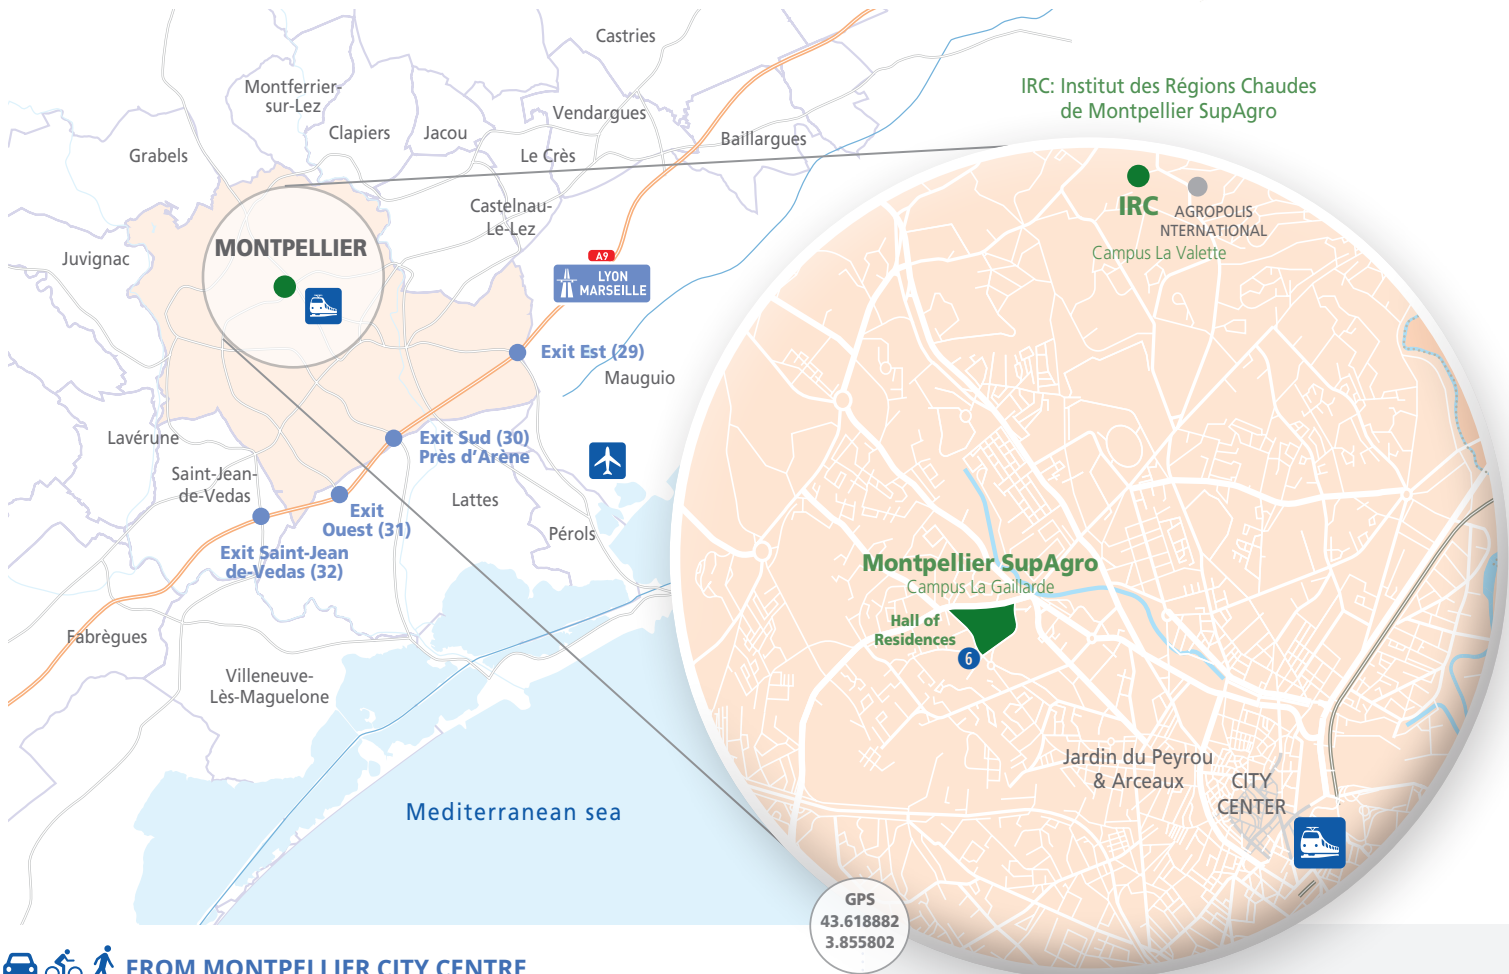 Castries
Montferrier-
sur-Lez
Vendargues
Clapiers
Jacou
Baillargues
Grabels
Le Crès
Castelnau-
Le-Lez
MONTPELLIER
Juvignac
A9
LYON
MARSEILLE
Exit Est (29)
Mauguio
Lavérune
Exit Sud (30)
Près d’Arène
Saint-Jean-
de-Vedas
Lattes
Exit
Ouest (31)
Pérols
Exit Saint-Jean
de-Vedas (32)
Fabrègues
Villeneuve-
Lès-Maguelone
Mediterranean sea
IRC: Institut des Régions Chaudes
de Montpellier SupAgro
IRC
AGROPOLIS
NTERNATIONAL
Campus La Valette
Montpellier SupAgro
Campus La Gaillarde
Hall of
Residences
6
Jardin du Peyrou
& Arceaux
CITY
CENTER
GPS
43.618882
3.855802
FROM MONTPELLIER CITY CENTRE